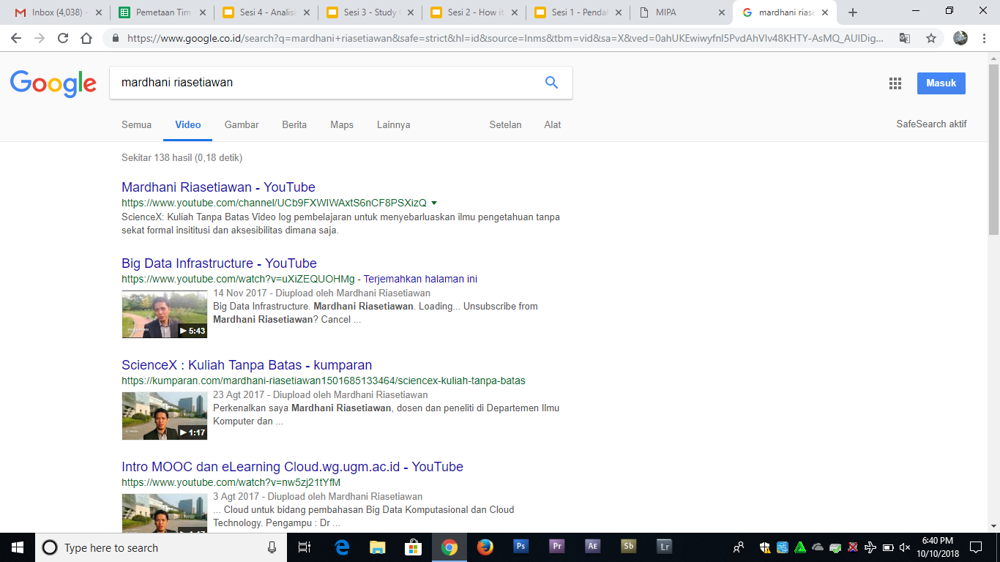 Inbox (4,038) -
Pemetaan Tim
Sesi 4 - Analisi
Sesi 3 - Study
Sesi 2 - How it
Sesi 1 - Pendal
MIPA
mardhani riase
https://www.google.co.id/search?q=mardhani+riasetiawan&safe=strict&hl=id&source=lnms&tbm=vid&sa=X&ved=0ahUKEwiwyfnI5PvdAhVIv48KHTY-AsMQ_AUIDig...
Google
mardhani riasetiawan
Masuk
Semua
Video
Gambar
Berita
Maps
Lainnya
Setelan
Alat
SafeSearch aktif
Sekitar 138 hasil (0,18 detik)
Mardhani Riasetiawan - YouTube
https://www.youtube.com/channel/UCb9FXWIWAxtS6nCF8PSXizQ
ScienceX: Kuliah Tanpa Batas Video log pembelajaran untuk menyebarluaskan ilmu pengetahuan tanpa
sekat formal insititusi dan aksesibilitas dimana saja.
Big Data Infrastructure - YouTube
https://www.youtube.com/watch?v=uXiZEQUOHMg - Terjemahkan halaman ini
14 Nov 2017 - Diupload oleh Mardhani Riasetiawan
Big Data Infrastructure. Mardhani Riasetiawan. Loading... Unsubscribe from
Mardhani Riasetiawan? Cancel ...
5:43
ScienceX : Kuliah Tanpa Batas - kumparan
https://kumparan.com/mardhani-riasetiawan1501685133464/sciencex-kuliah-tanpa-batas
23 Agt 2017 - Diupload oleh Mardhani Riasetiawan
Perkenalkan saya Mardhani Riasetiawan, dosen dan peneliti di Departemen Ilmu
Komputer dan ...
1:17
Intro MOOC dan eLearning Cloud.wg.ugm.ac.id - YouTube
https://www.youtube.com/watch?v=nw5zj21tYfM
3 Agt 2017 - Diupload oleh Mardhani Riasetiawan
... Cloud untuk bidang pembahasan Big Data Komputasional dan Cloud
Technology. Pengampu : Dr ...
Type here to search
Ps
Pr
AE
Sb
Lr
6:40 PM
10/10/2018